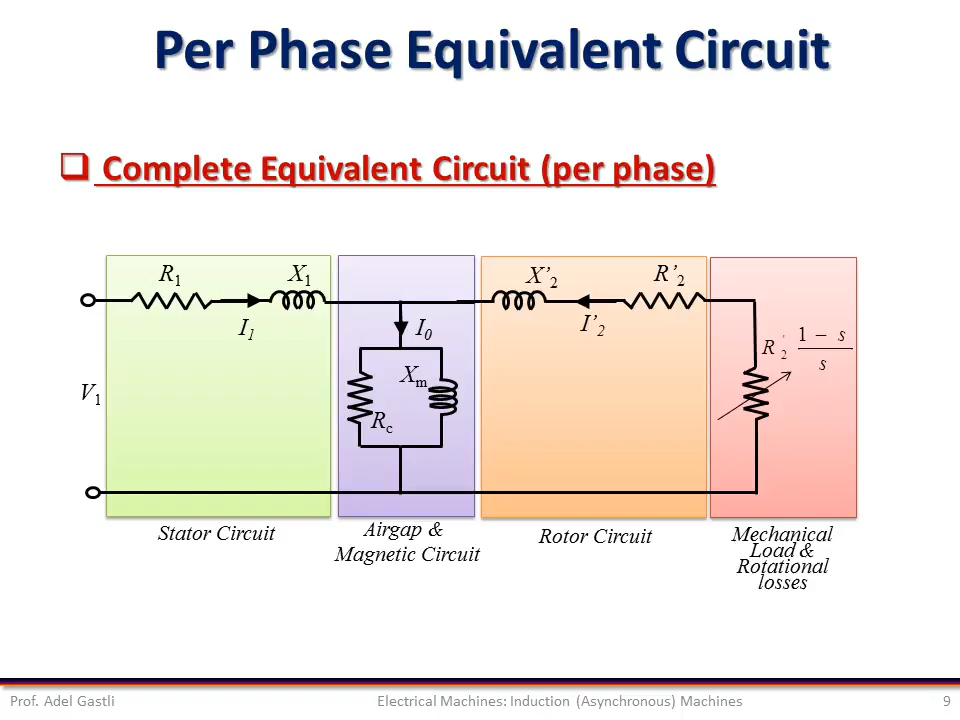 Per Phase Equivalent Circuit
❑ Complete Equivalent Circuit (per phase)
R1
X1
X’2
R’2
I1
I0
I’2
R'2 (1 – s)/s
V1
Xm
Rc
Stator Circuit
Airgap &
Magnetic Circuit
Rotor Circuit
Mechanical
Load &
Rotational
losses
Prof. Adel Gastli
Electrical Machines: Induction (Asynchronous) Machines
9